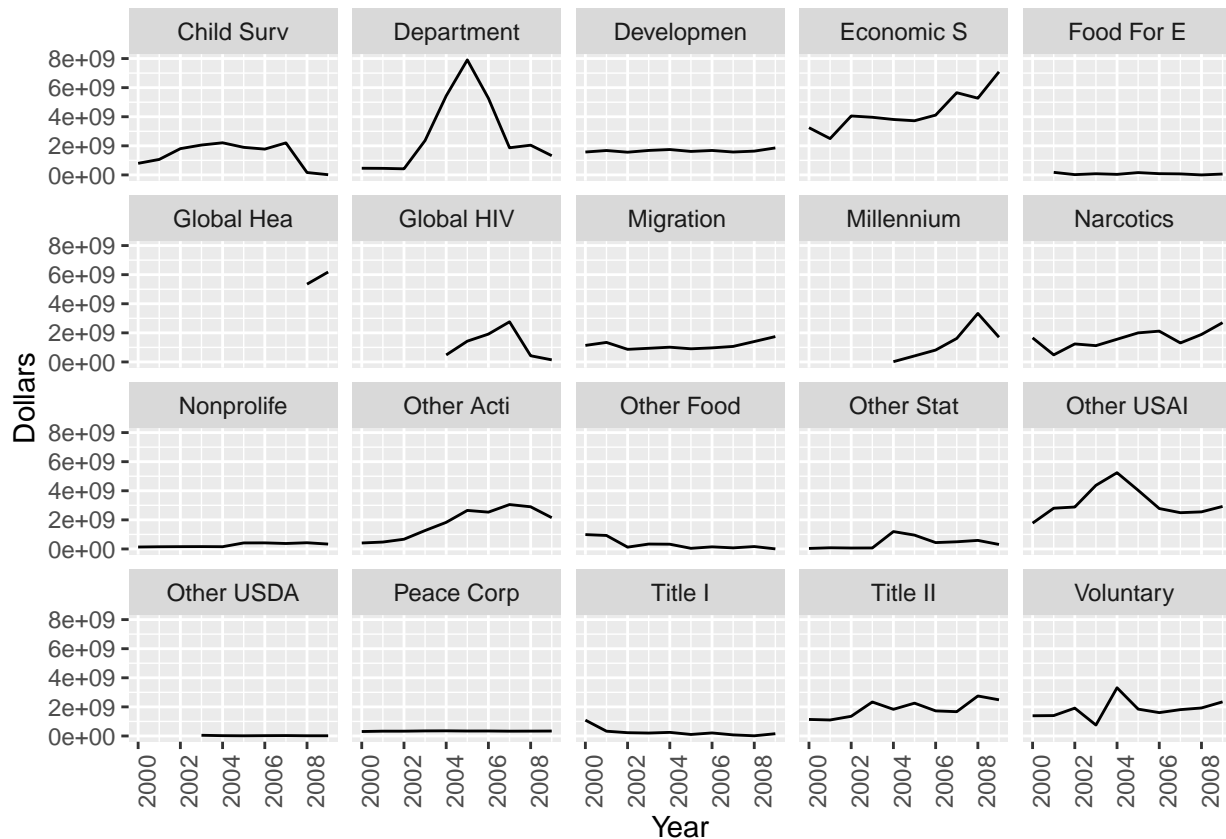 Child Surv
Department
Developmen
Economic S
Food For E
8e+09
6e+09
4e+09
2e+09
0e+00
Global Hea
Global HIV
Migration
Millennium
Narcotics
8e+09
6e+09
4e+09
2e+09
0e+00
Nonprolife
Other Acti
Other Food
Other Stat
Other USAI
8e+09
6e+09
4e+09
2e+09
0e+00
Other USDA
Peace Corp
Title I
Title II
Voluntary
8e+09
6e+09
4e+09
2e+09
0e+00
Dollars
2000
2002
2004
2006
2008
2000
2002
2004
2006
2008
2000
2002
2004
2006
2008
2000
2002
2004
2006
2008
2000
2002
2004
2006
2008
Year